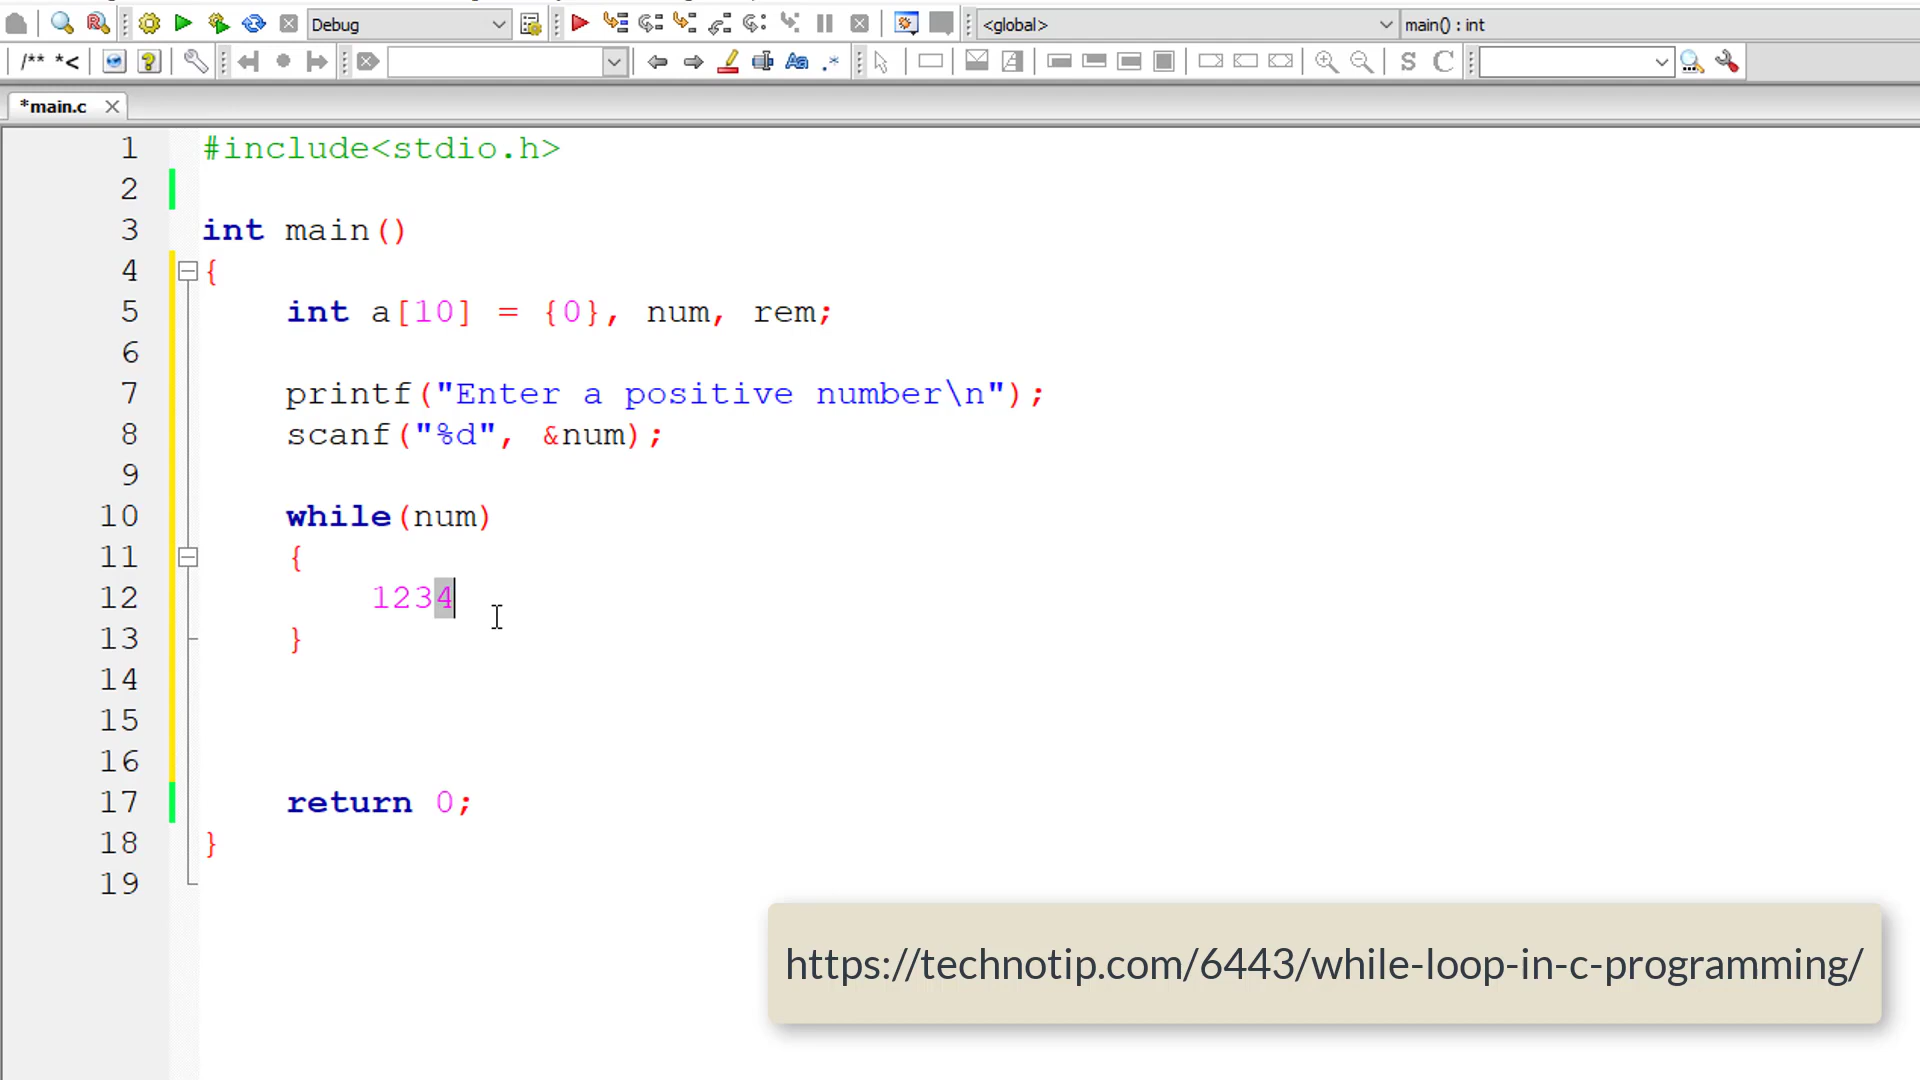 Debug
<global>
main() : int
/** *<
Aa
.*
S
C
*main.c
1 #include<stdio.h>
2
3 int main()
4 {
5 int a[10] = {0}, num, rem;
6
7 printf("Enter a positive number\n");
8 scanf("%d", &num);
9
10 while(num)
11 {
12 1234
13 }
14
15
16
17 return 0;
18 }
19
https://technotip.com/6443/while-loop-in-c-programming/